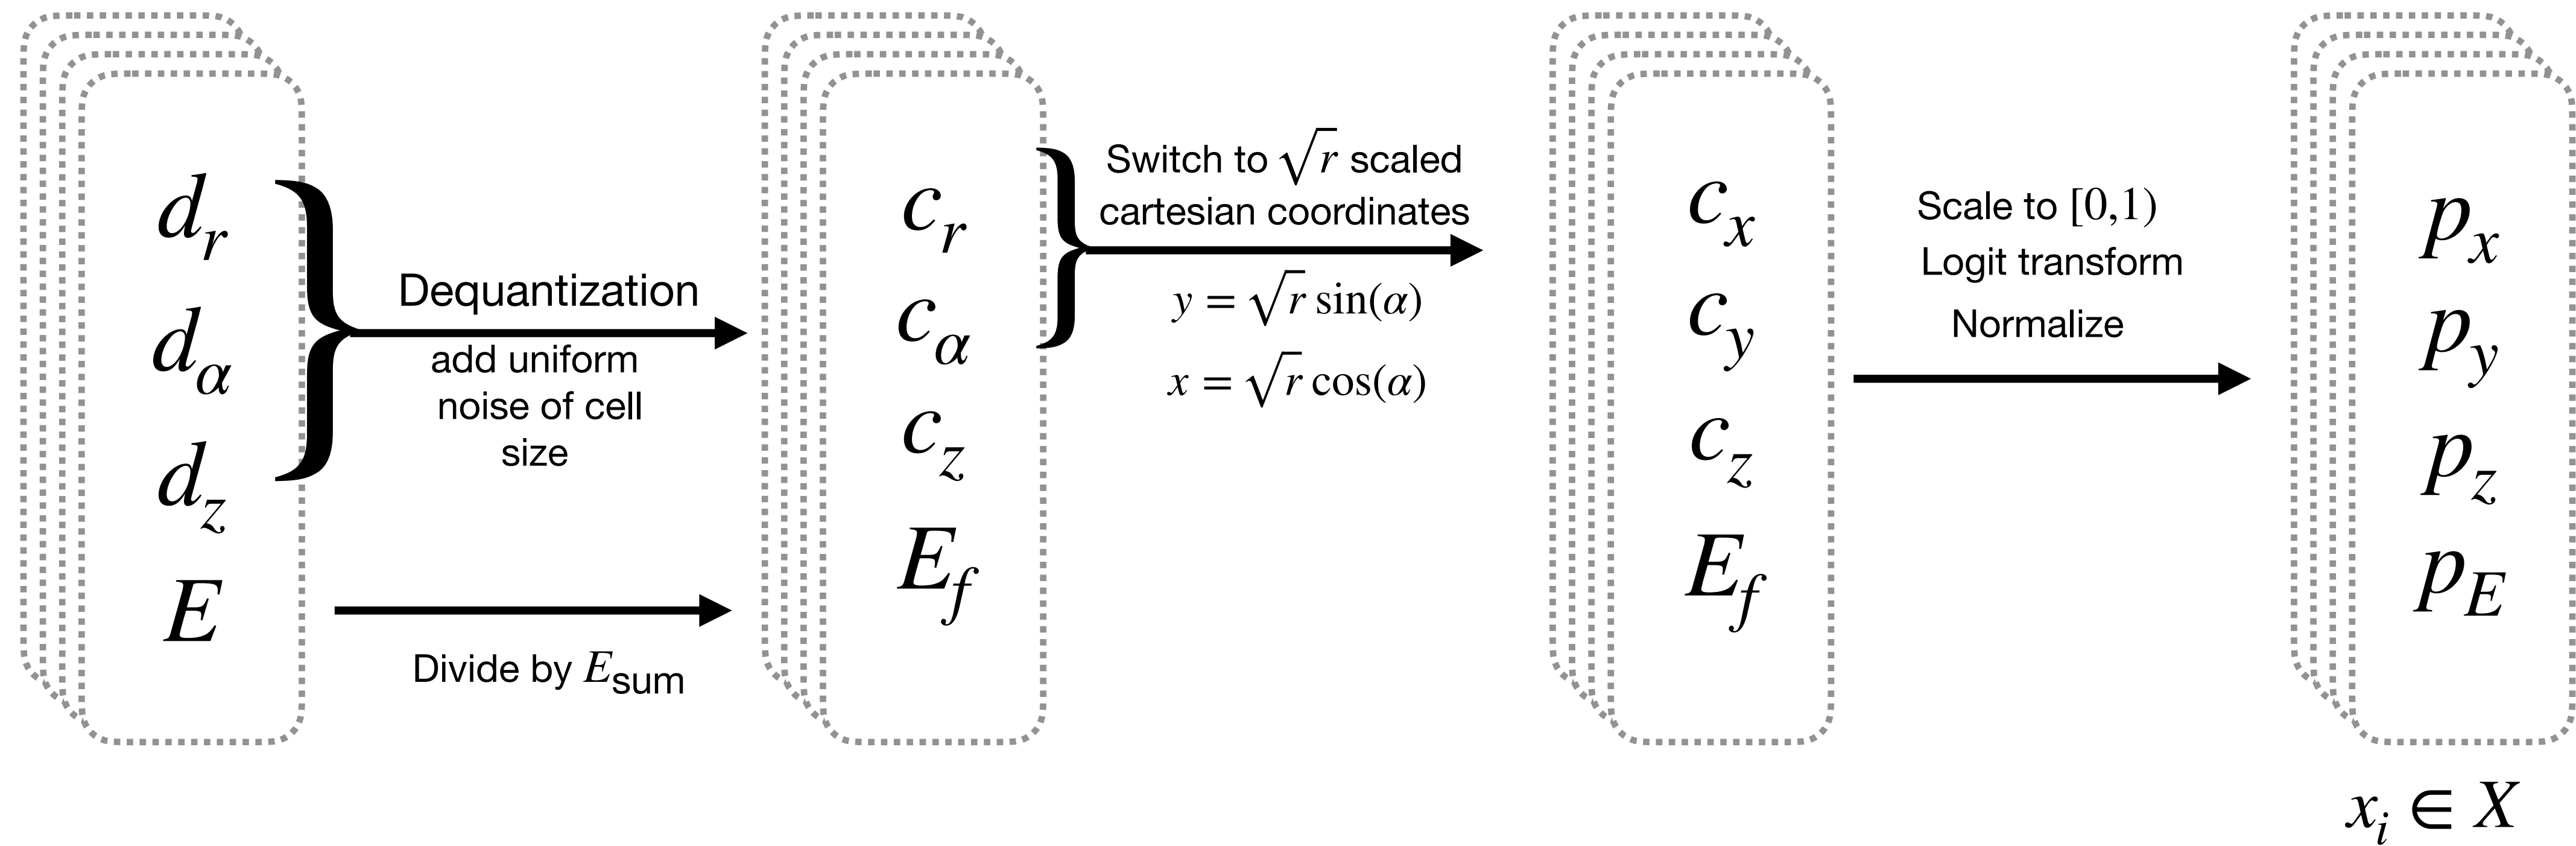 d_r
d_α
d_z
E
Dequantization
add uniform
noise of cell
size
Divide by E_sum
c_r
c_α
c_z
E_f
Switch to √r scaled
cartesian coordinates
y = √r sin(α)
x = √r cos(α)
c_x
c_y
c_z
E_f
Scale to [0,1)
Logit transform
Normalize
p_x
p_y
p_z
p_E
x_i ∈ X